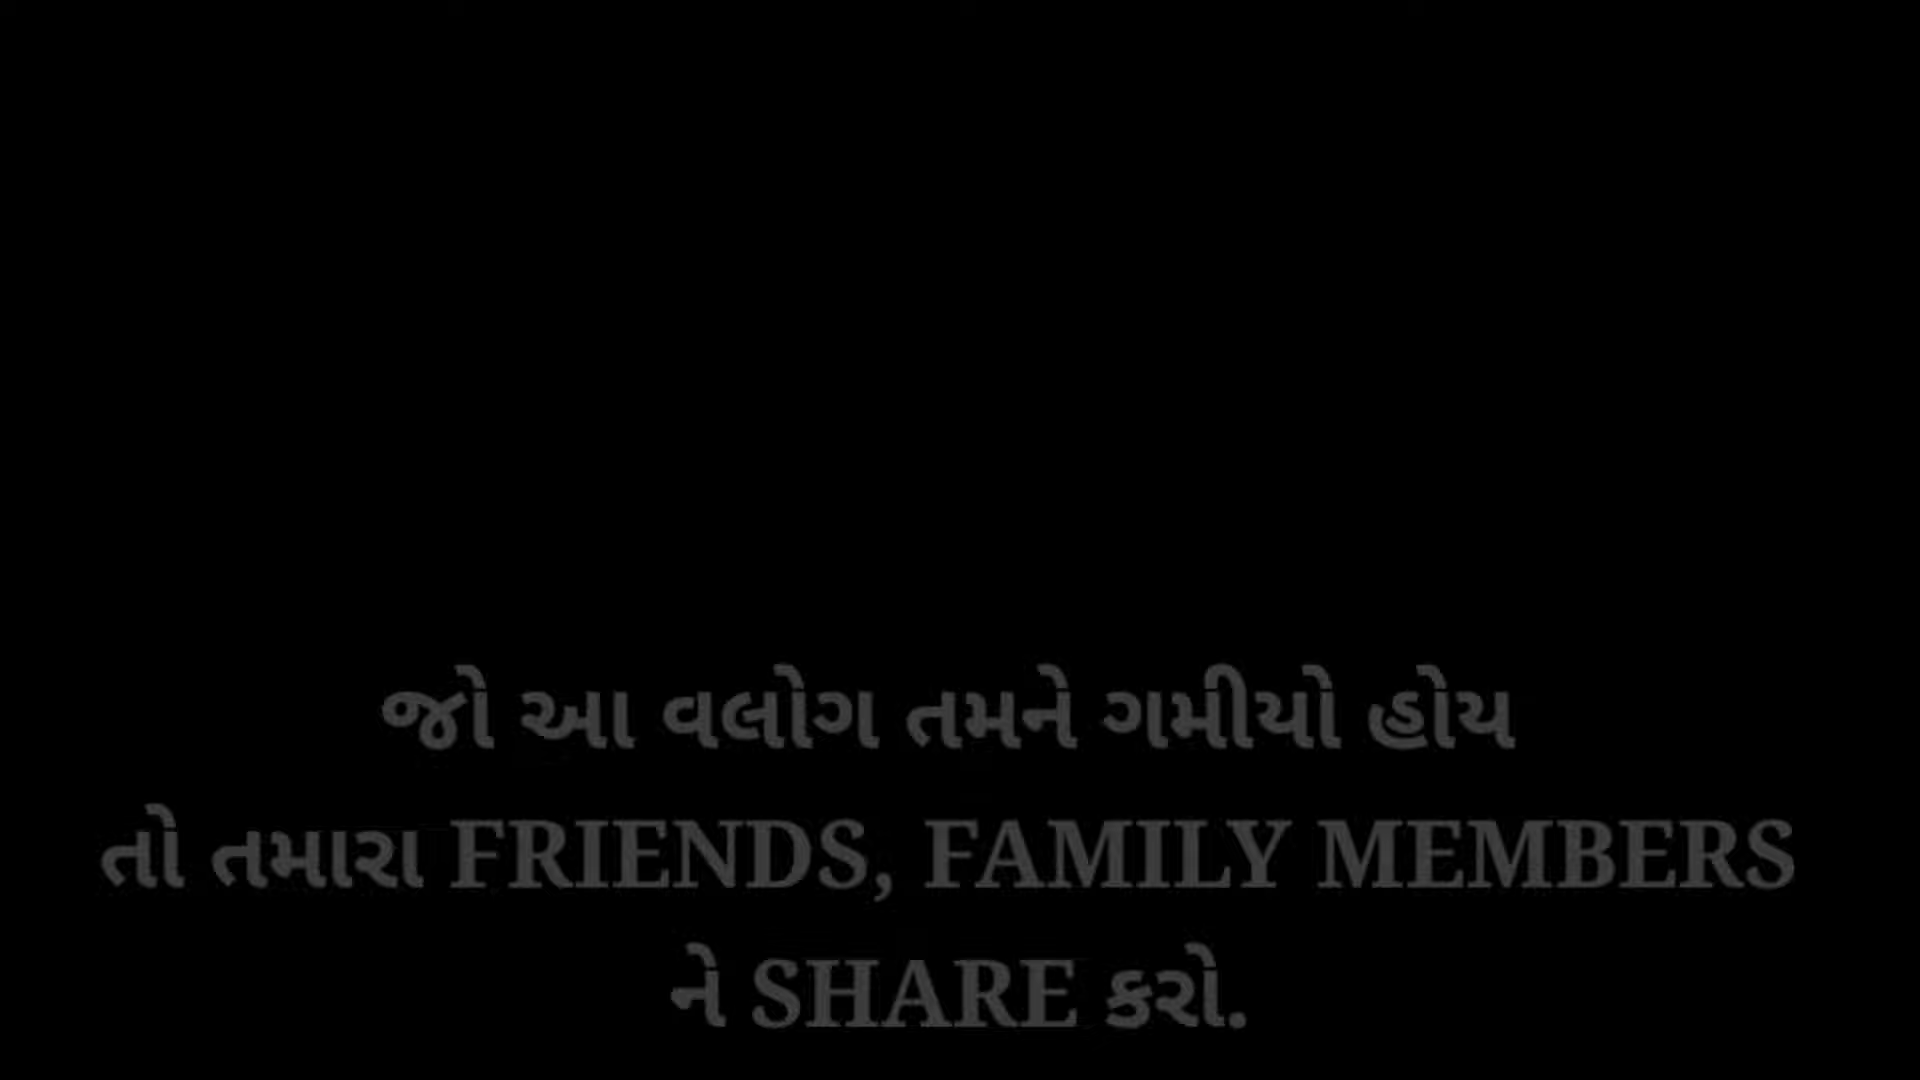 જો આ વલોગ તમને ગમીયો હોય
તો તમારા FRIENDS, FAMILY MEMBERS
ને SHARE કરો.